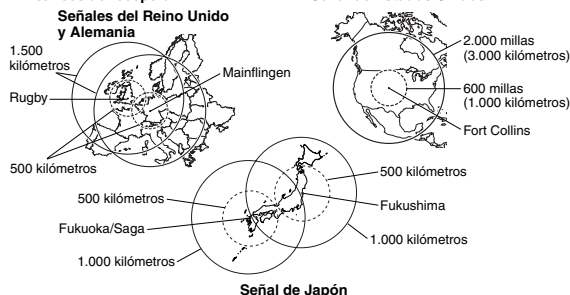 Señales del Reino Unido
y Alemania
1.500
kilómetros
Rugby
500 kilómetros
Mainflingen
2.000 millas
(3.000 kilómetros)
600 millas
(1.000 kilómetros)
Fort Collins
500 kilómetros
Fukuoka/Saga
1.000 kilómetros
500 kilómetros
Fukushima
1.000 kilómetros
Señal de Japón